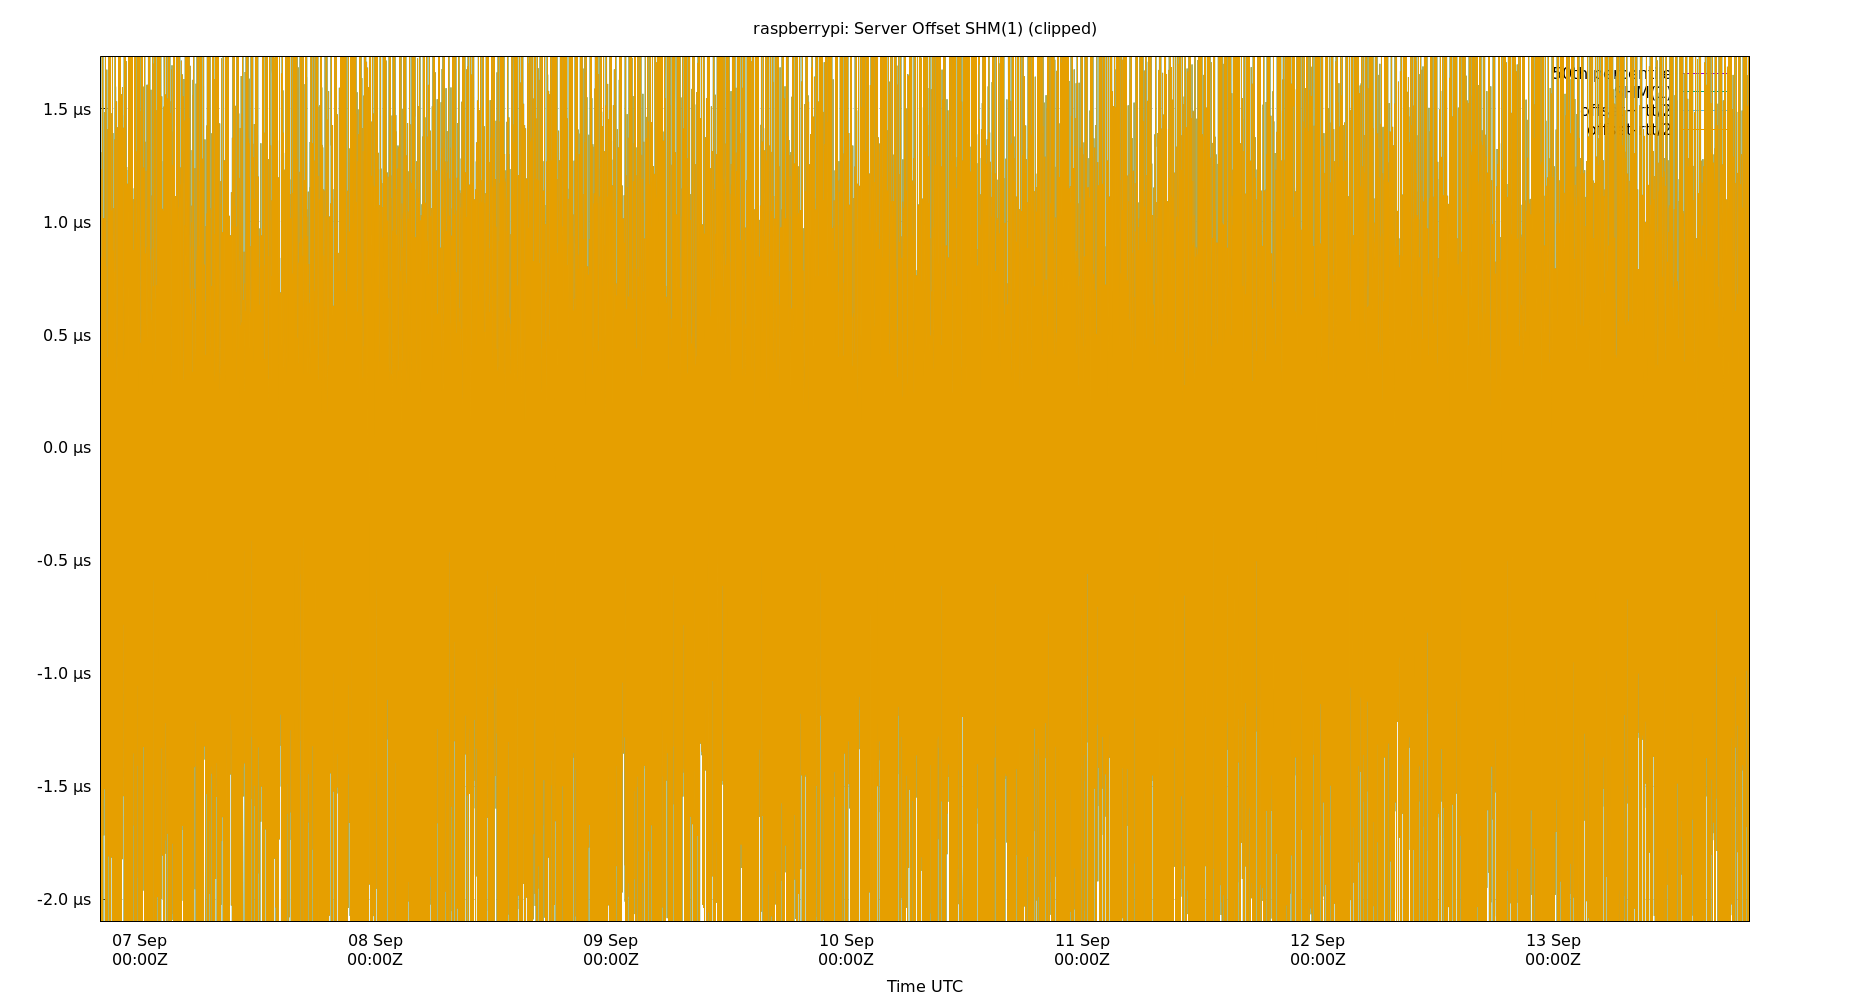 raspberrypi: Server Offset SHM(1) (clipped)
1.5 µs
1.0 µs
0.5 µs
0.0 µs
-0.5 µs
-1.0 µs
-1.5 µs
-2.0 µs
07 Sep
00:00Z
08 Sep
00:00Z
09 Sep
00:00Z
10 Sep
00:00Z
11 Sep
00:00Z
12 Sep
00:00Z
13 Sep
00:00Z
Time UTC